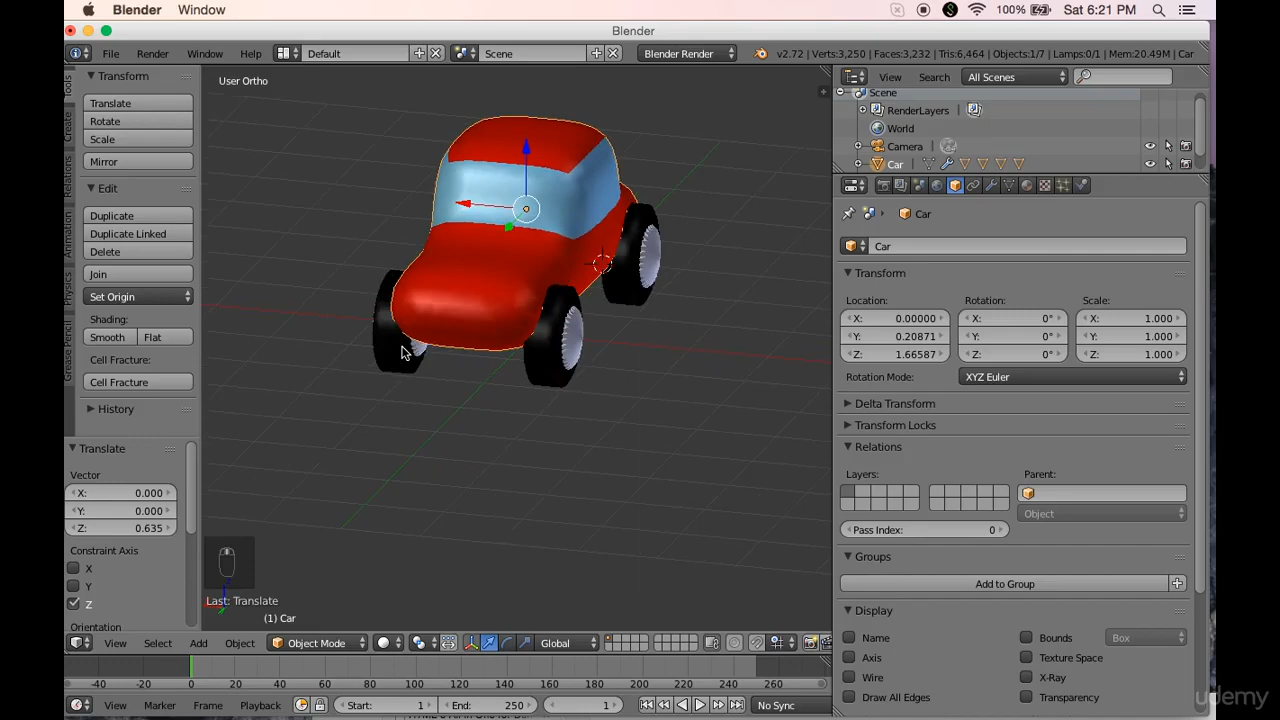 Blender Window 100% Sat 6:21 PM
Blender
File Render Window Help Default Scene Blender Render v2.72 | Verts:3,250 | Faces:3,232 | Tris:6,464 | Objects:1/7 | Lamps:0/1 | Mem:20.49M | Car
Transform
Translate
Rotate
Scale
Mirror
Edit
Duplicate
Duplicate Linked
Delete
Join
Set Origin
Shading:
Smooth Flat
Cell Fracture:
Cell Fracture
History
Tools
Create
Relations
Animation
Physics
Grease Pencil
Translate
Vector
X: 0.000
Y: 0.000
Z: 0.635
Constraint Axis
X
Y
Z
Orientation
User Ortho
Last: Translate
(1) Car
View Search All Scenes
Scene
RenderLayers
World
Camera
Car
Car
Car
Transform
Location: Rotation: Scale:
X: 0.00000 X: 0° X: 1.000
Y: 0.20871 Y: 0° Y: 1.000
Z: 1.66587 Z: 0° Z: 1.000
Rotation Mode: XYZ Euler
Delta Transform
Transform Locks
Relations
Layers: Parent:
Object
Pass Index: 0
Groups
Add to Group
Display
Name Bounds Box
Axis Texture Space
Wire X-Ray
Draw All Edges Transparency
View Select Add Object Object Mode Global
-40 -20 0 20 40 60 80 100 120 140 160 180 200 220 240 260
View Marker Frame Playback Start: 1 End: 250 1 No Sync
udemy